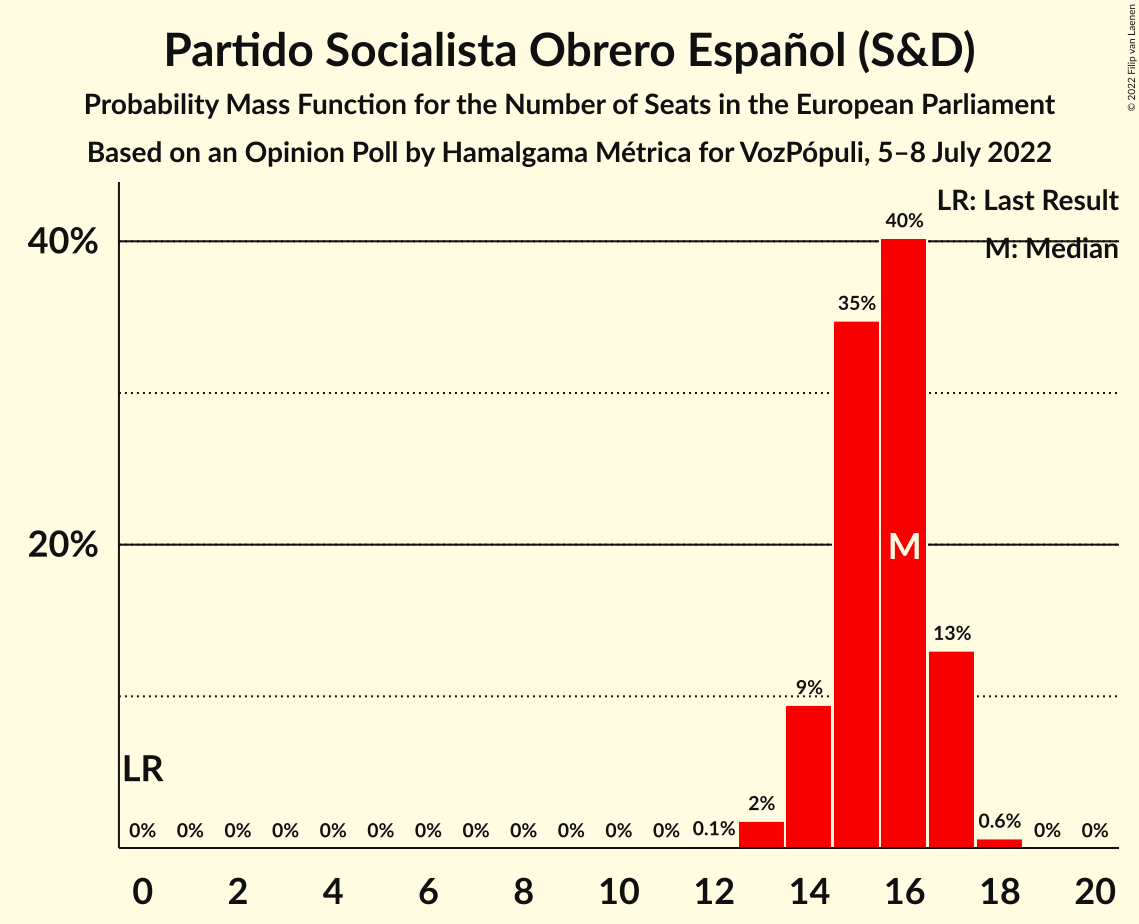 Partido Socialista Obrero Español (S&D)
Probability Mass Function for the Number of Seats in the European Parliament
Based on an Opinion Poll by Hamalgama Métrica for VozPópuli, 5–8 July 2022
© 2022 Filip van Laenen
LR: Last Result
M: Median
40%
20%
40%
35%
M
13%
9%
LR
0% 0% 0% 0% 0% 0% 0% 0% 0% 0% 0% 0% 0.1% 2% 0.6% 0% 0%
0 2 4 6 8 10 12 14 16 18 20